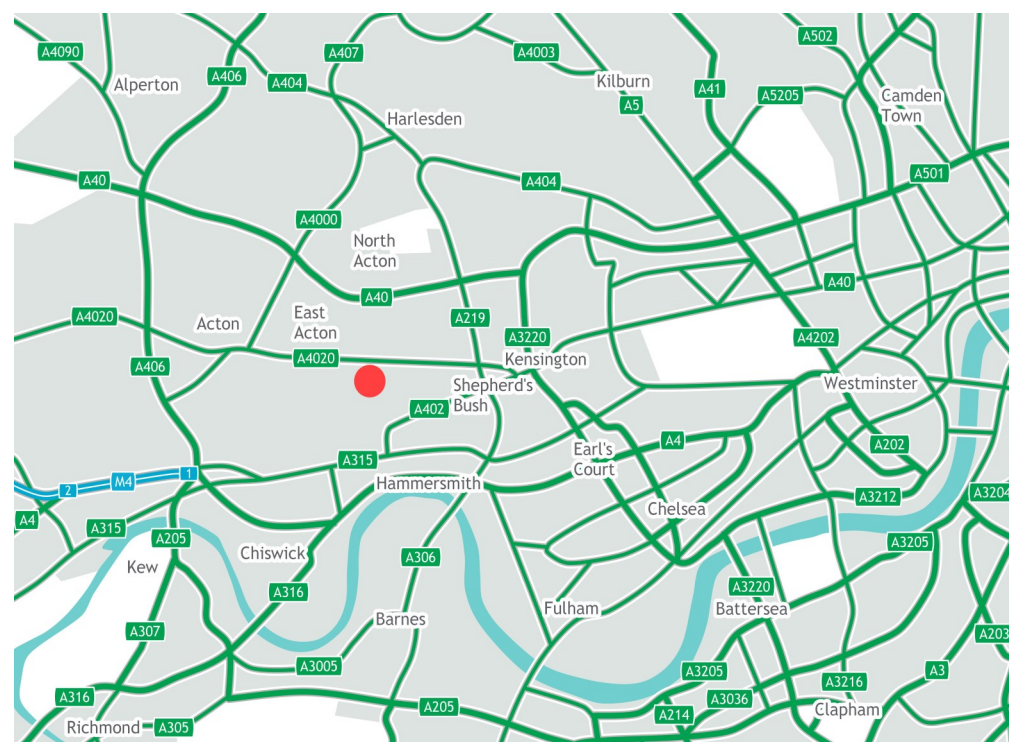 A502
A4090
A407
A4003
A406
Alperton
A404
Kilburn
A41
A5205
Camden
Town
A5
Harlesden
A501
A40
A404
A4000
North
Acton
A40
A40
A4020
Acton
East
Acton
A219
A3220
A4202
A4020
Kensington
A406
Shepherd's
Bush
Westminster
A402
A4
A202
Earl's
Court
A315
1
M4
2
Hammersmith
A3212
A3204
Chelsea
A4
A315
A205
A3205
Chiswick
A306
Kew
A316
A3220
Fulham
Battersea
A307
Barnes
A203
A3005
A3205
A3
A316
A3036
A3216
A205
A214
Clapham
Richmond
A305